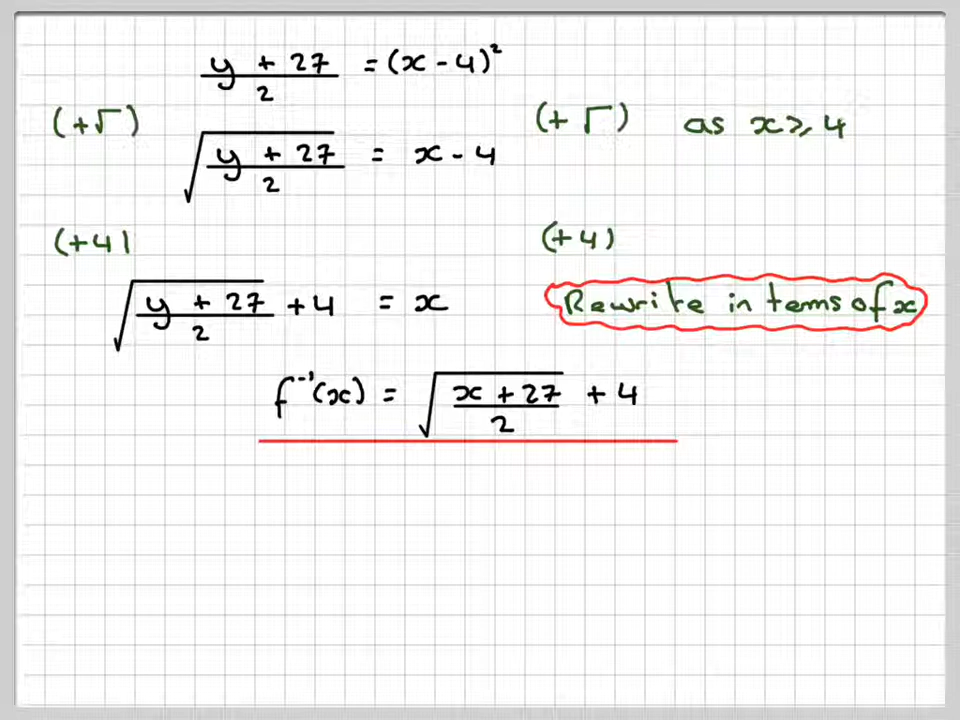 (y + 27)/2 = (x - 4)²
(+√) (+√) as x ⩾ 4
√((y + 27)/2) = x - 4
(+4) (+4)
√((y + 27)/2) + 4 = x Rewrite in terms of x
f⁻¹(x) = √((x + 27)/2) + 4